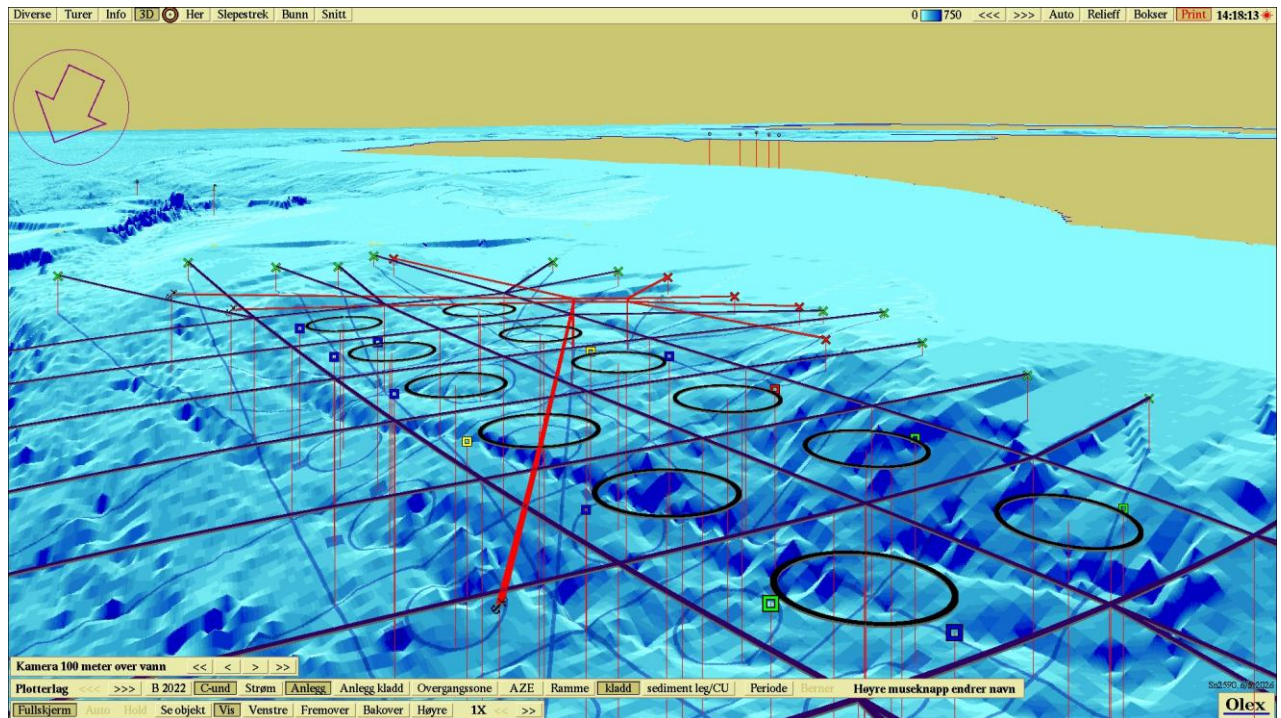 Diverse Turer Info 3D Her Slepestrek Bunn Snitt 0 750 <<< >>> Auto Relieff Bokser Print 14:18:13
Kamera 100 meter over vann << < > >>
Plotterlag <<< >>> B 2022 C-und Strøm Anlegg Anlegg kladd Overgangssone AZE Ramme kladd sediment leg/CU Periode Berner Høyre museknapp endrer navn
Fullskjerm Auto Hold Se objekt Vis Venstre Fremover Bakover Høyre 1X << >>
Olex